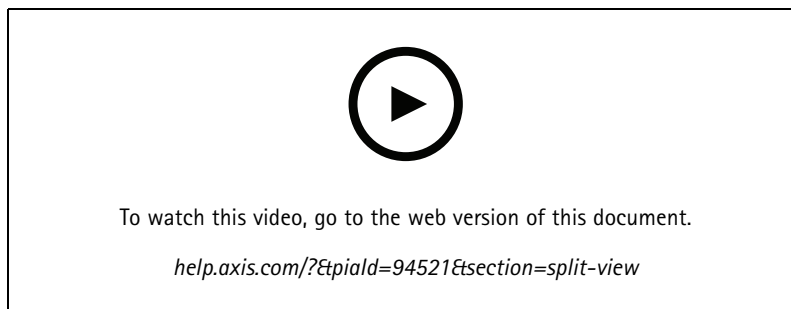 To watch this video, go to the web version of this document.
help.axis.com/?&piaId=94521&section=split-view